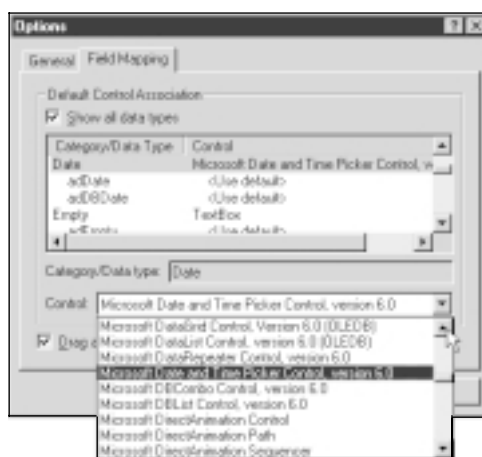 Options
General Field Mapping
Default Control Association
Show all data types
Category/Data Type Control
Date Microsoft Date and Time Picker Control, v
adDate <Use default>
adDBDate <Use default>
Empty TextBox
adEmpty <Use default>
Category/Data type: Date
Control: Microsoft Date and Time Picker Control, version 6.0
Microsoft DataGrid Control, Version 6.0 (OLEDB)
Drag Microsoft DataList Control, version 6.0 (OLEDB)
Microsoft DataRepeater Control, version 6.0
Microsoft Date and Time Picker Control, version 6.0
Microsoft DBCombo Control, version 6.0
Microsoft DBList Control, version 6.0
Microsoft DirectAnimation Control
Microsoft DirectAnimation Path
Microsoft DirectAnimation Sequencer